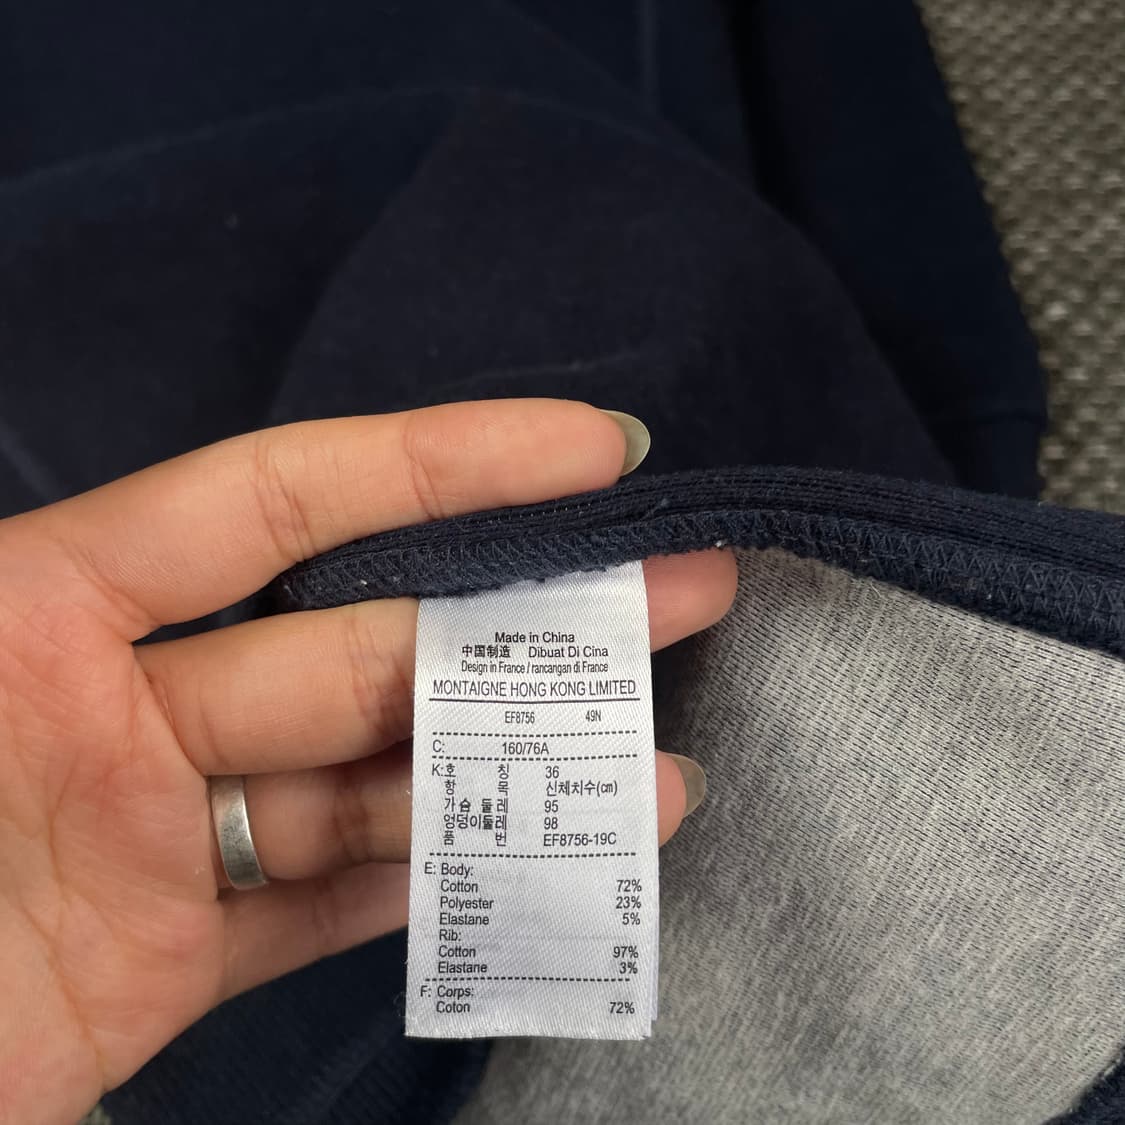 Made in China
中国制造 Dibuat Di Cina
Design in France / rancangan di France
MONTAIGNE HONG KONG LIMITED
EF8756 49N
C: 160/76A
K:호 칭 36
항 목 신체치수(㎝)
가슴 둘레 95
엉덩이둘레 98
품 번 EF8756-19C
E: Body:
Cotton 72%
Polyester 23%
Elastane 5%
Rib:
Cotton 97%
Elastane 3%
F: Corps:
Coton 72%